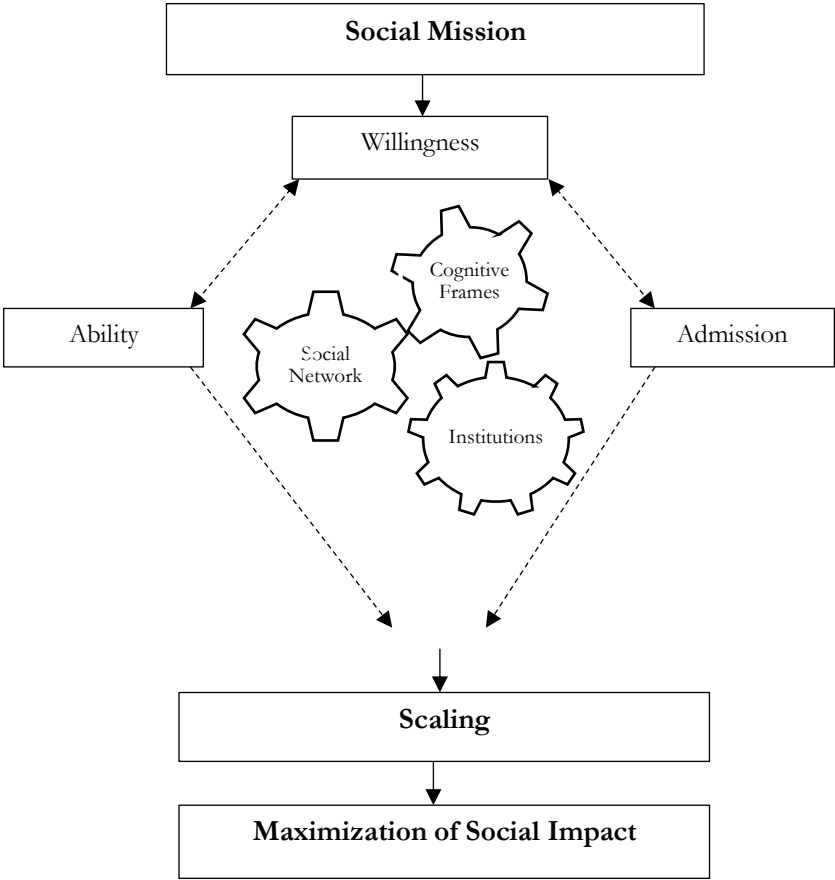 Social Mission
Willingness
Cognitive
Frames
Ability
Admission
Social
Network
Institutions
Scaling
Maximization of Social Impact